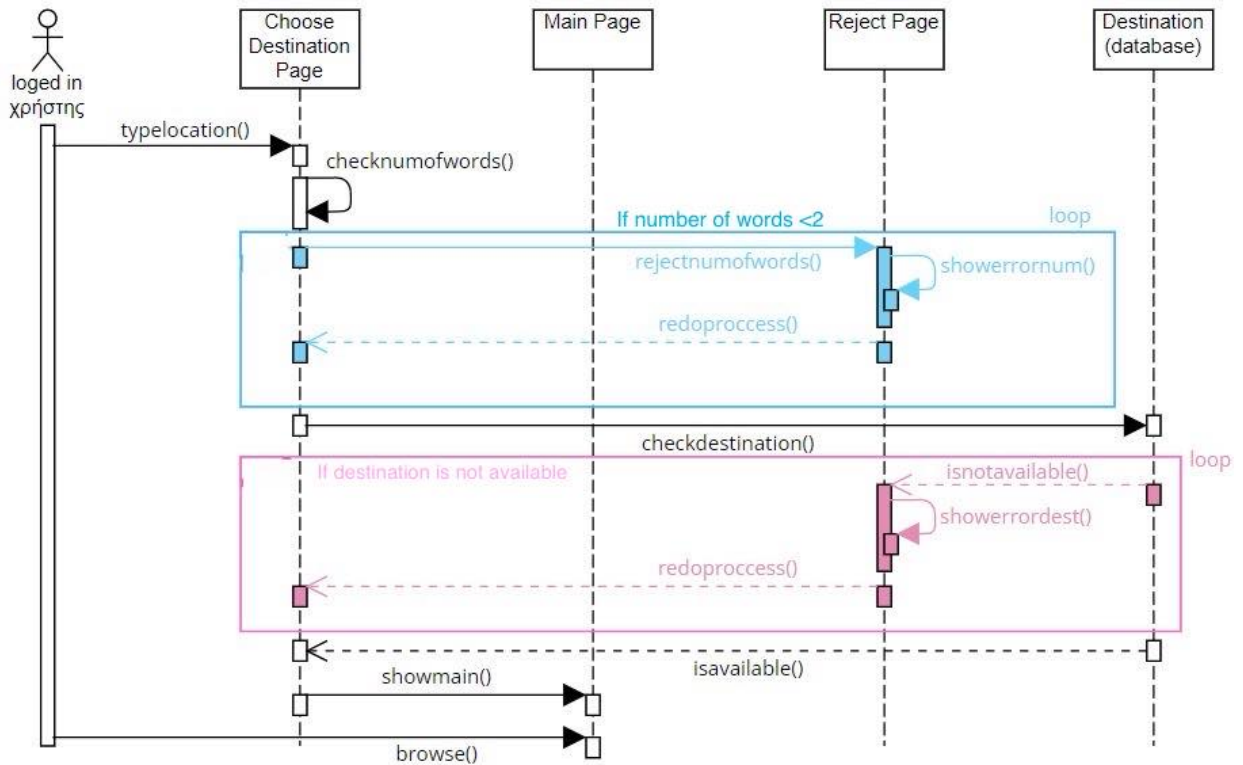 Choose
Destination
Page
Main Page
Reject Page
Destination
(database)
loged in
χρήστης
typelocation()
checknumofwords()
If number of words <2
loop
rejectnumofwords()
showerrornum()
redoproccess()
checkdestination()
If destination is not available
loop
isnotavailable()
showerrordest()
redoproccess()
isavailable()
showmain()
browse()